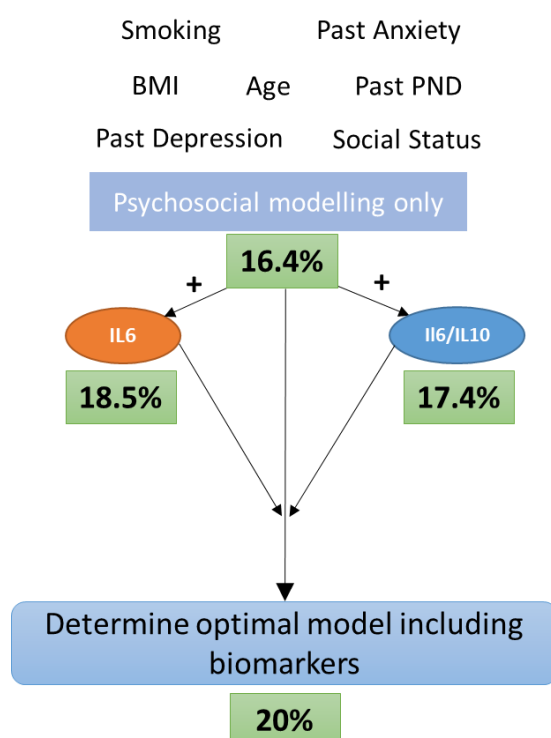 Smoking Past Anxiety
BMI Age Past PND
Past Depression Social Status
Psychosocial modelling only
16.4%
+ +
IL6 Il6/IL10
18.5% 17.4%
Determine optimal model including
biomarkers
20%